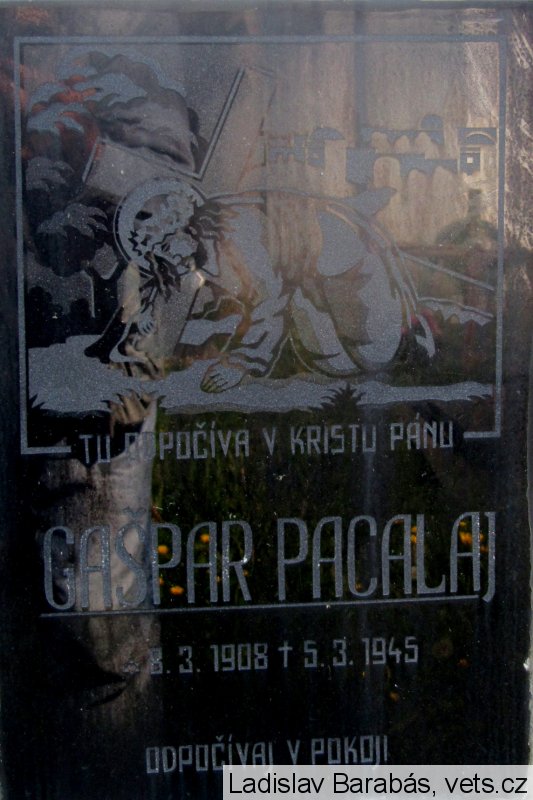 TU ODPOČÍVA V KRISTU PÁNU
GAŠPAR PACALAJ
* 8. 3. 1908 † 5. 3. 1945
ODPOČÍVAJ V POKOJI
Ladislav Barabás, vets.cz